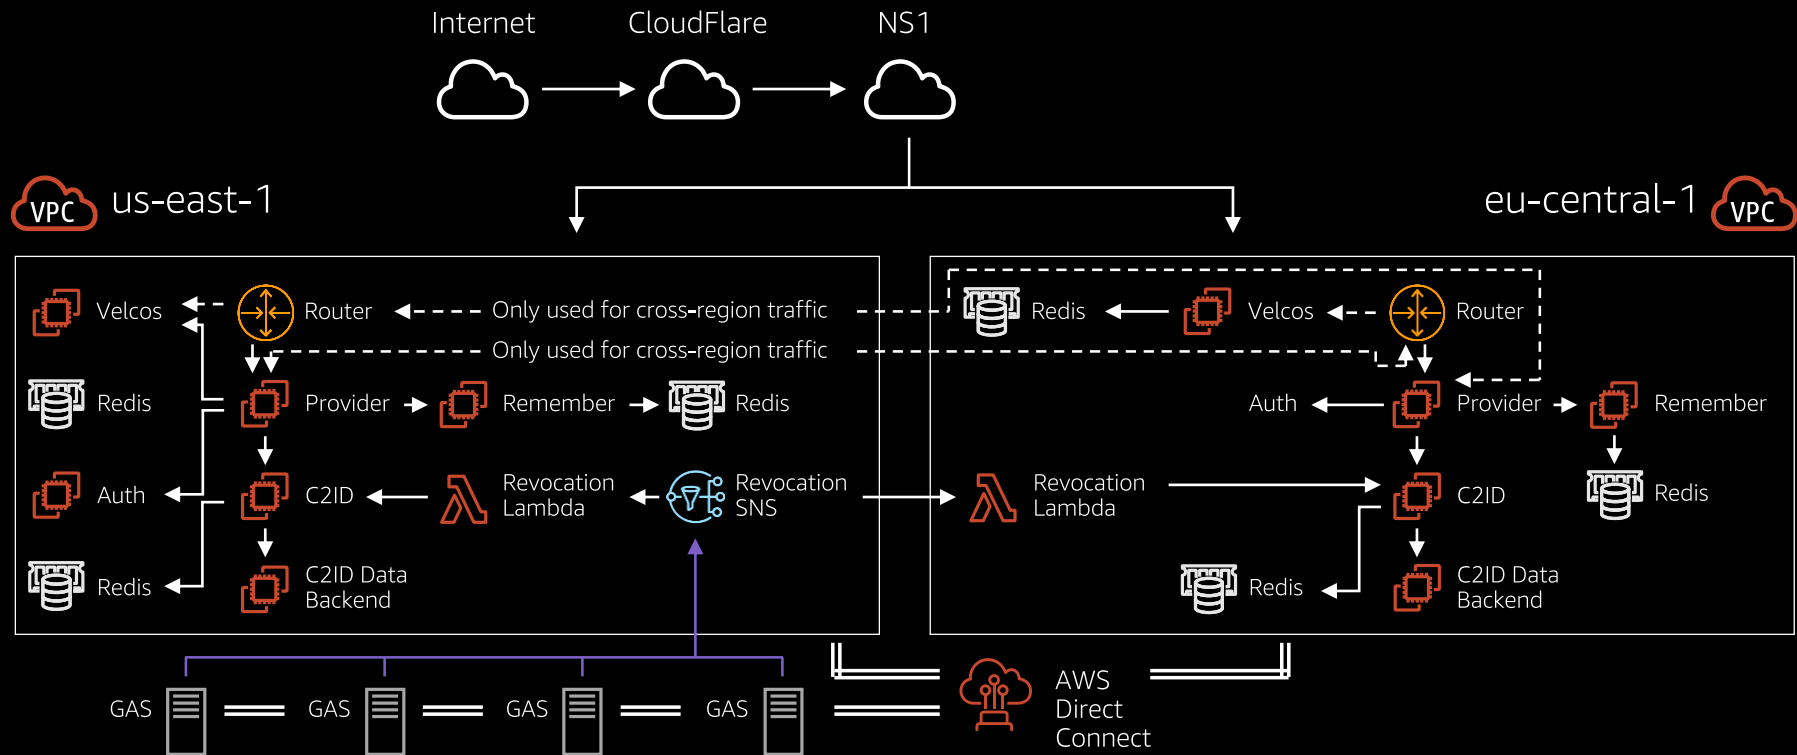 Internet
CloudFlare
NS1
VPC
us-east-1
eu-central-1
VPC
Velcos
Router
Only used for cross-region traffic
Redis
Velcos
Router
Only used for cross-region traffic
Redis
Provider
Remember
Redis
Auth
Provider
Remember
Auth
C2ID
Revocation
Lambda
Revocation
SNS
Revocation
Lambda
C2ID
Redis
Redis
C2ID Data
Backend
Redis
C2ID Data
Backend
GAS
GAS
GAS
GAS
AWS
Direct
Connect